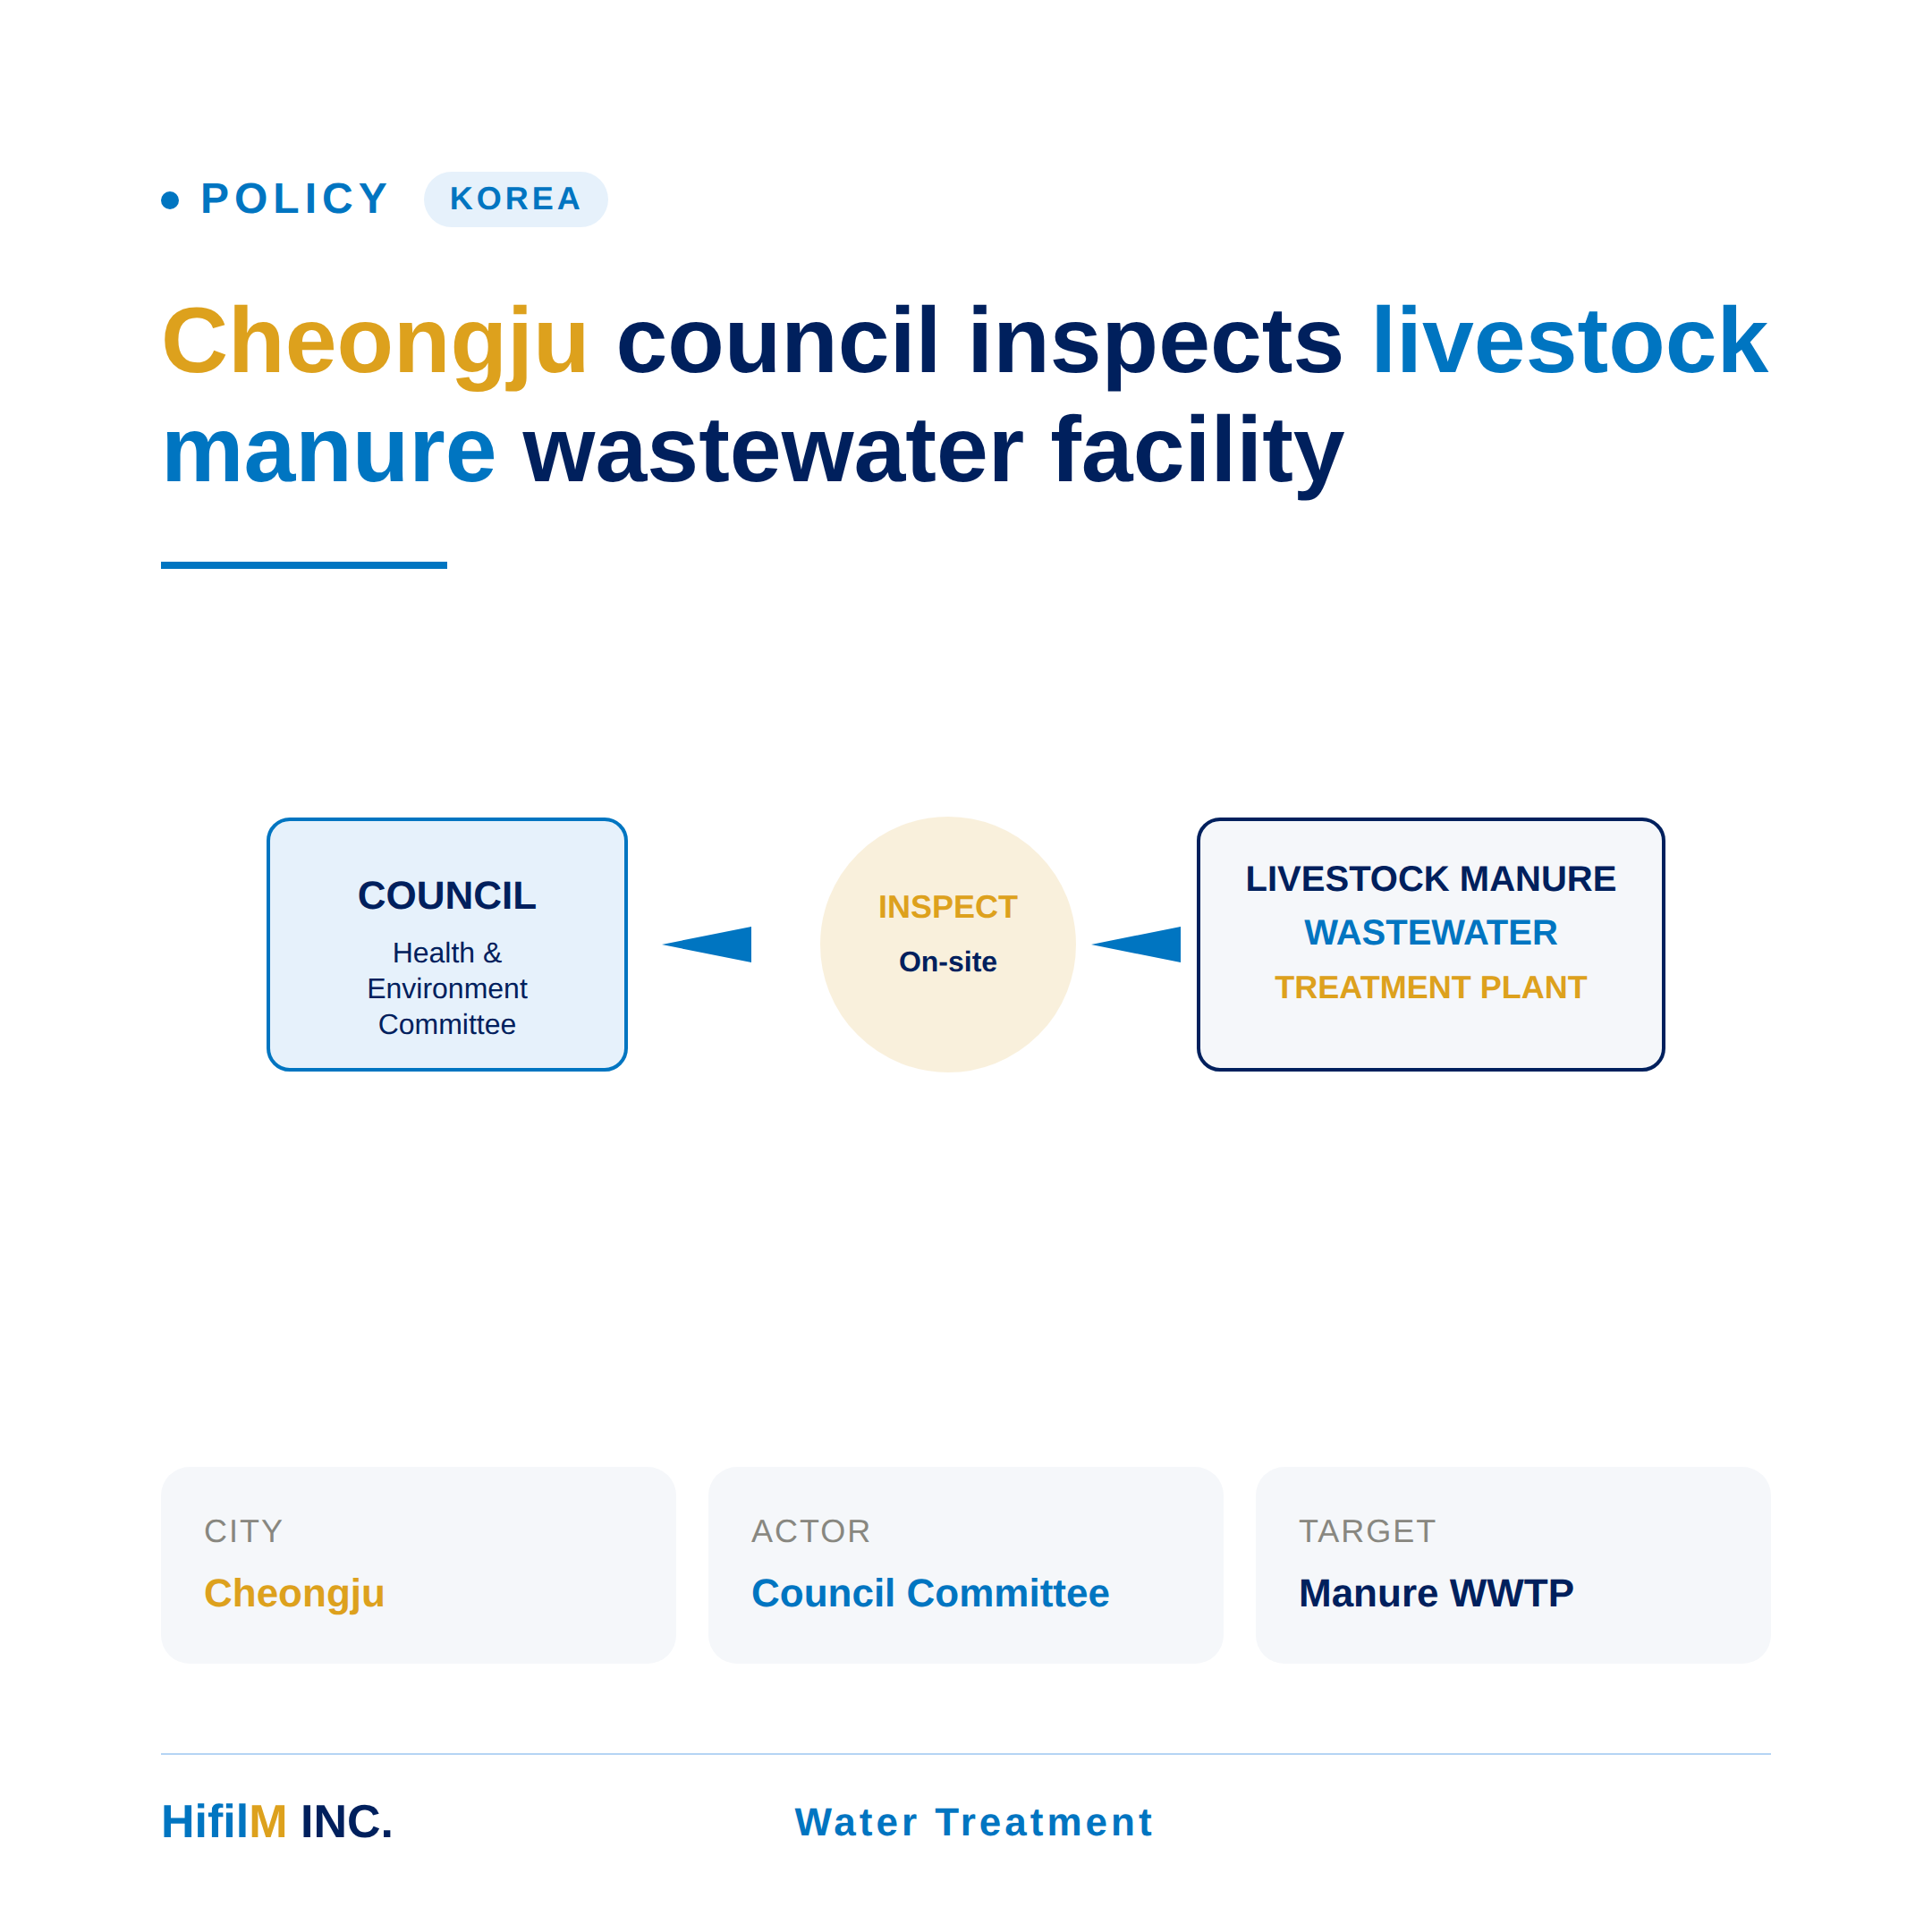 POLICY KOREA
Cheongju council inspects livestock
manure wastewater facility
COUNCIL
Health &
Environment
Committee
INSPECT
On-site
LIVESTOCK MANURE
WASTEWATER
TREATMENT PLANT
CITY
Cheongju
ACTOR
Council Committee
TARGET
Manure WWTP
HifilM INC.
Water Treatment